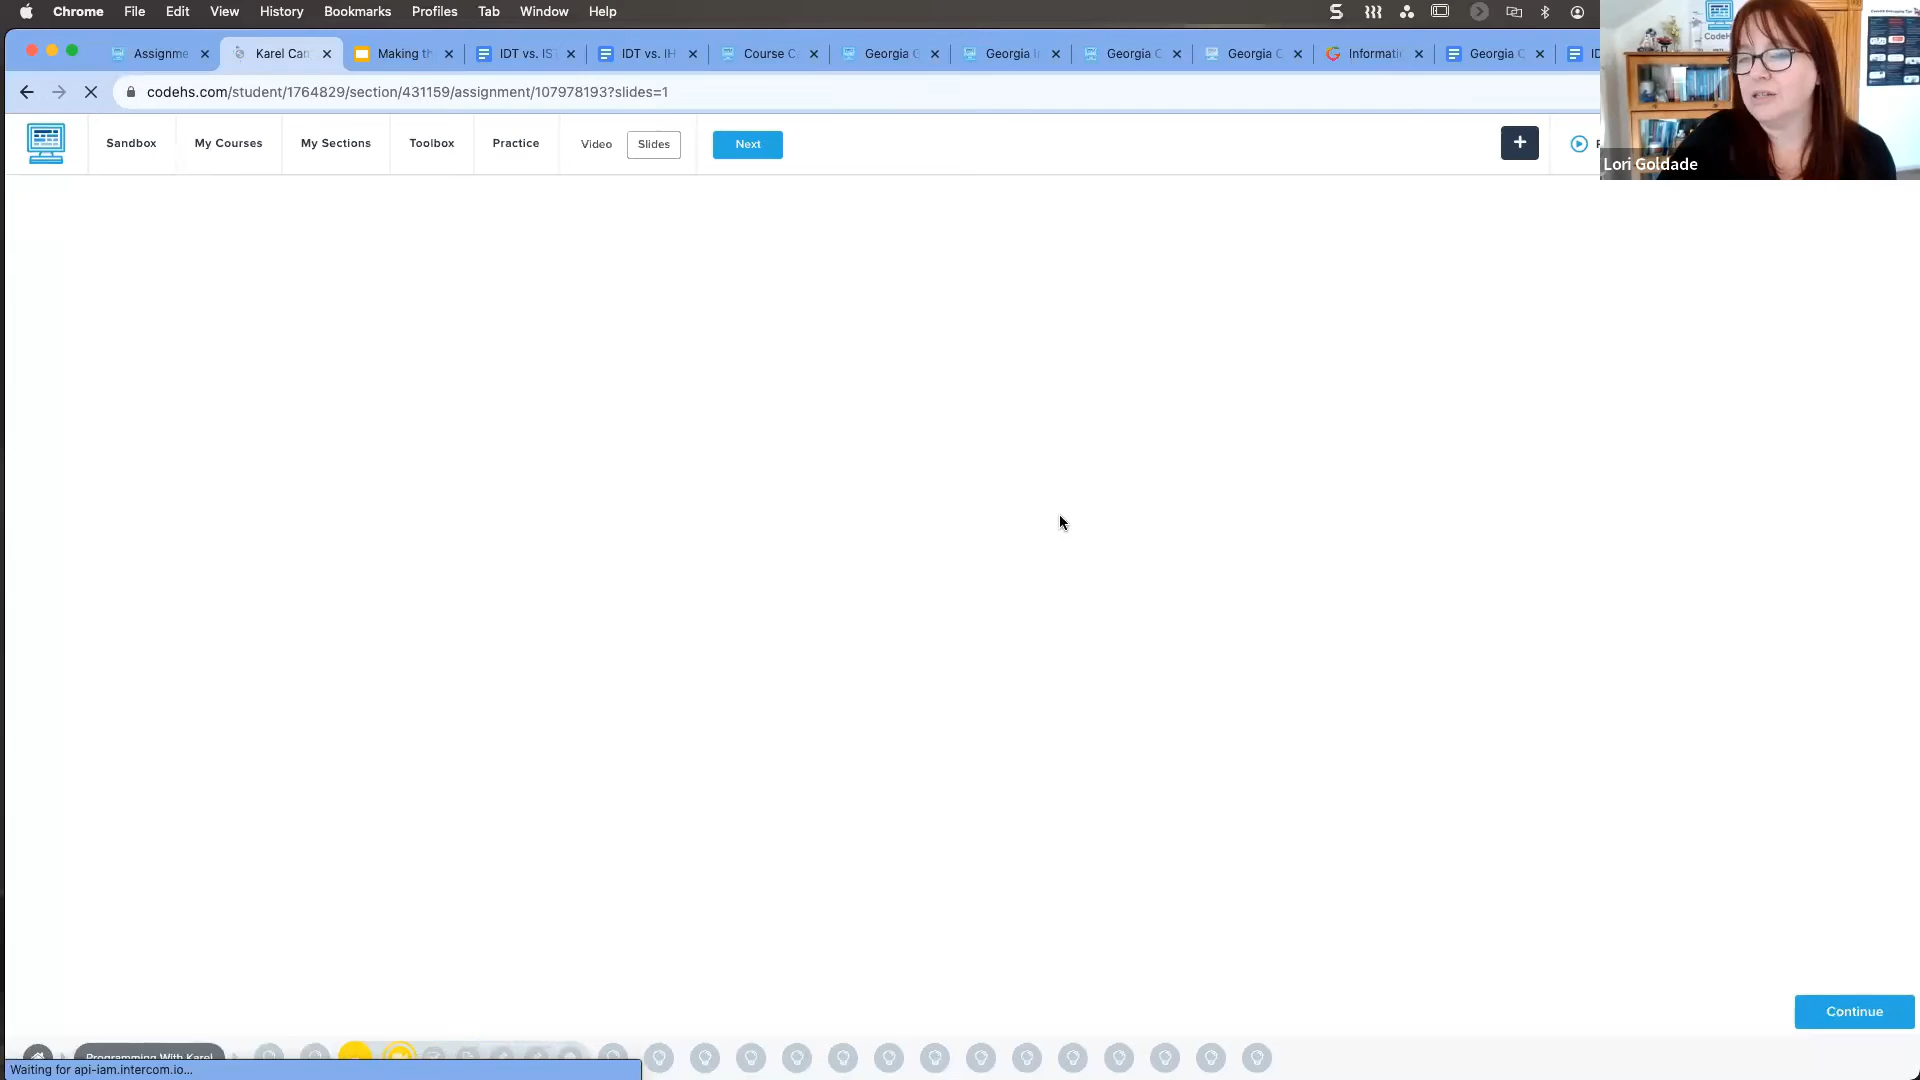 Chrome File Edit View History Bookmarks Profiles Tab Window Help
Assignme Karel Can Making th IDT vs. IST IDT vs. IH Course C Georgia G Georgia I Georgia C Georgia C Informati Georgia C
codehs.com/student/1764829/section/431159/assignment/107978193?slides=1
Sandbox My Courses My Sections Toolbox Practice Video Slides Next +
Lori Goldade
Continue
Programming With Karel
Waiting for api-iam.intercom.io...